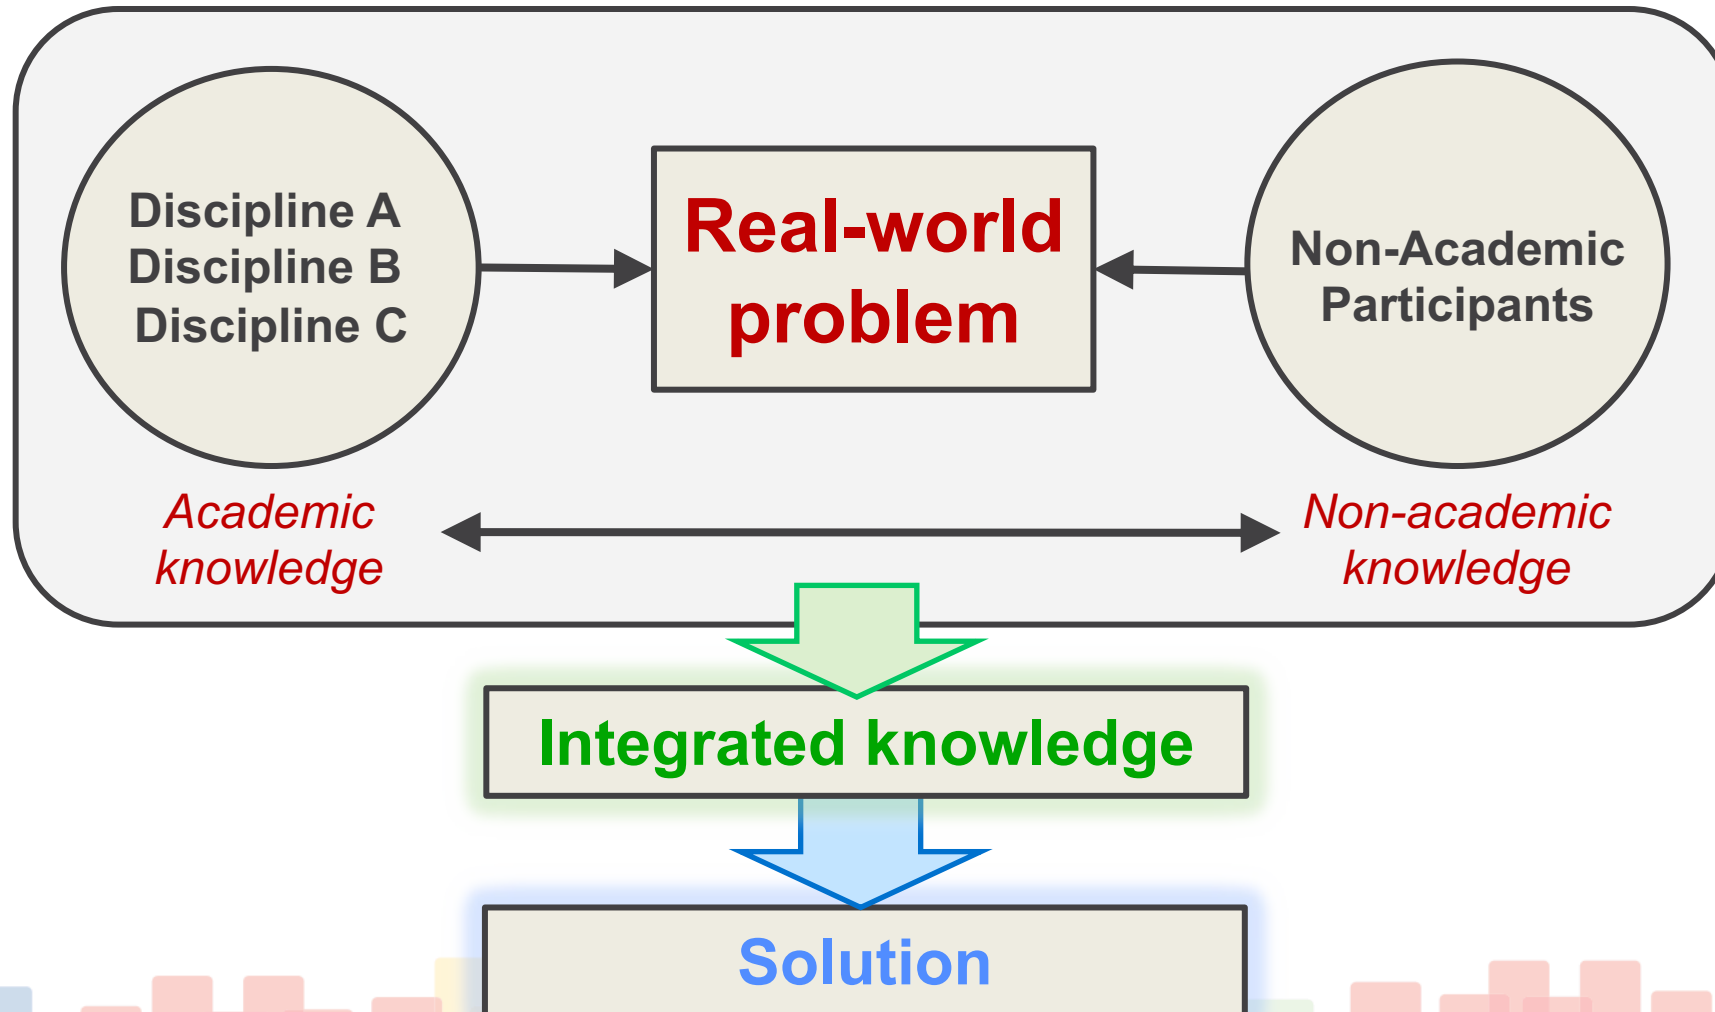 Discipline A
Discipline B
Discipline C
Real-world
problem
Non-Academic
Participants
Academic
knowledge
Non-academic
knowledge
Integrated knowledge
Solution